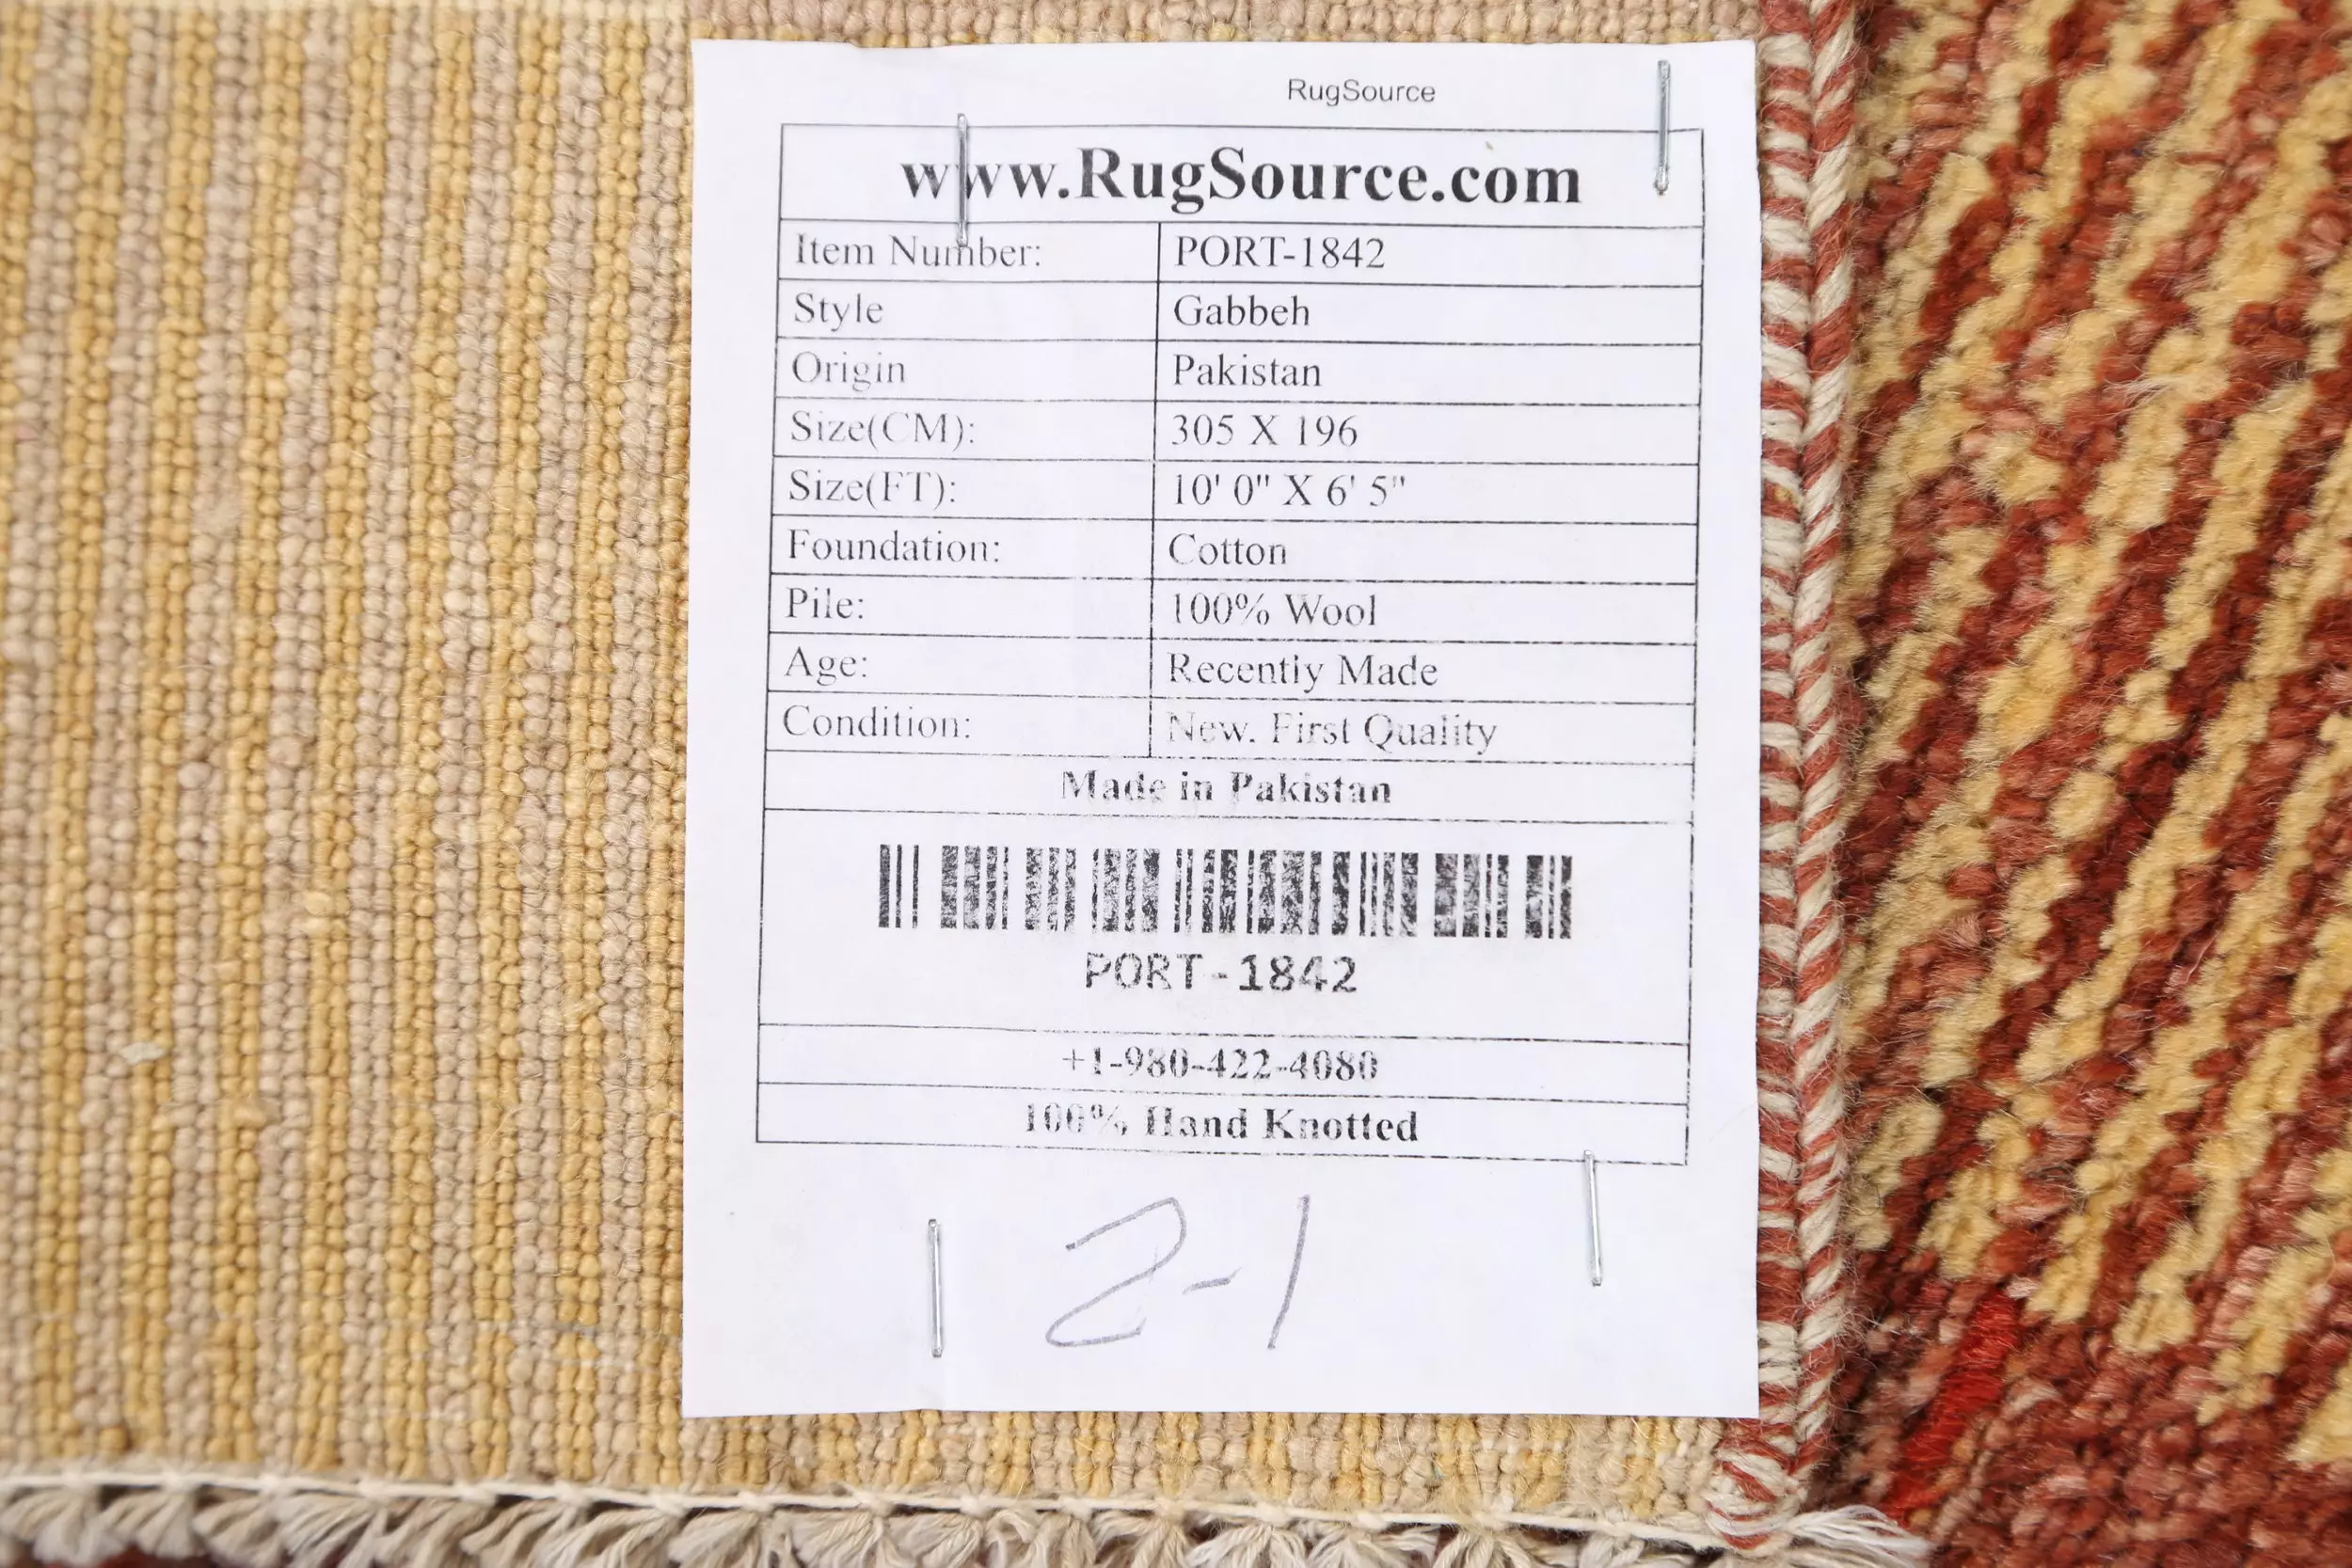 RugSource
www.RugSource.com
Item Number: PORT-1842
Style Gabbeh
Origin Pakistan
Size(CM): 305 X 196
Size(FT): 10' 0" X 6' 5"
Foundation: Cotton
Pile: 100% Wool
Age: Recently Made
Condition: New. First Quality
Made in Pakistan
PORT-1842
+1-980-422-4080
100% Hand Knotted
2-1